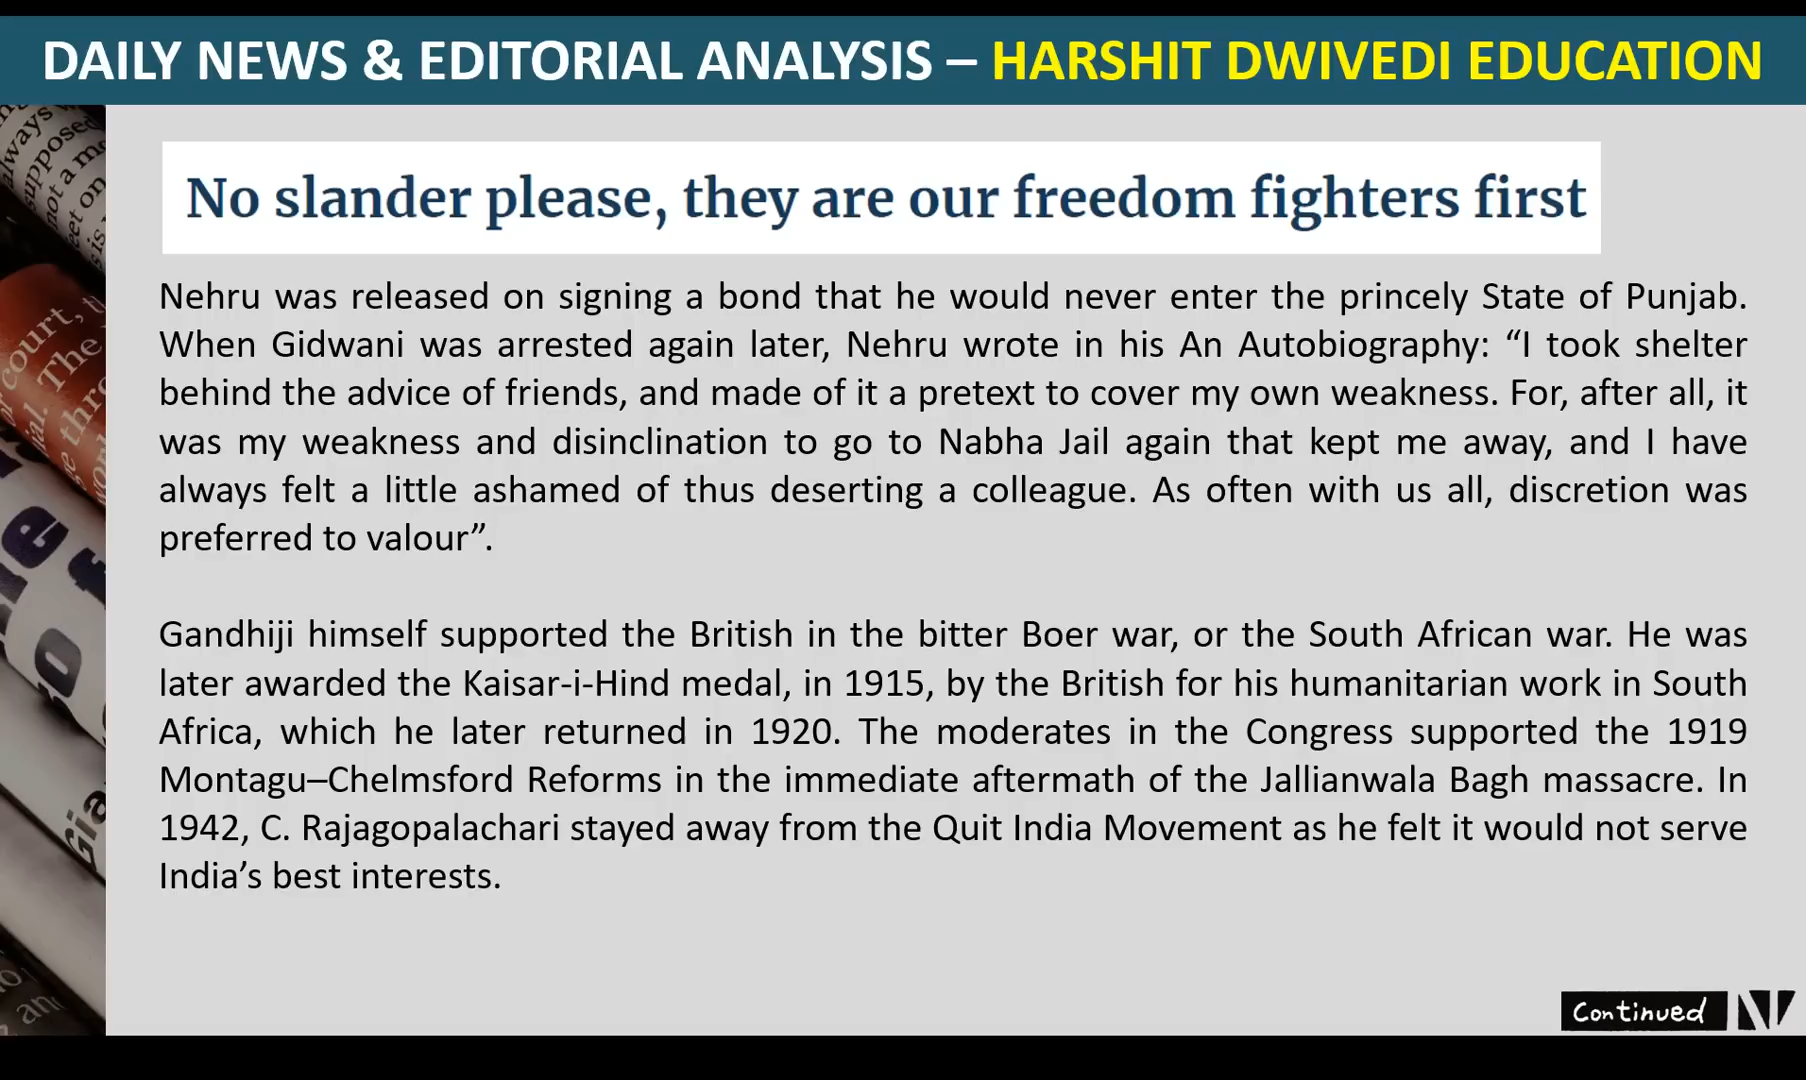 DAILY NEWS & EDITORIAL ANALYSIS – HARSHIT DWIVEDI EDUCATION
No slander please, they are our freedom fighters first
Nehru was released on signing a bond that he would never enter the princely State of Punjab.
When Gidwani was arrested again later, Nehru wrote in his An Autobiography: “I took shelter
behind the advice of friends, and made of it a pretext to cover my own weakness. For, after all, it
was my weakness and disinclination to go to Nabha Jail again that kept me away, and I have
always felt a little ashamed of thus deserting a colleague. As often with us all, discretion was
preferred to valour”.
Gandhiji himself supported the British in the bitter Boer war, or the South African war. He was
later awarded the Kaisar-i-Hind medal, in 1915, by the British for his humanitarian work in South
Africa, which he later returned in 1920. The moderates in the Congress supported the 1919
Montagu–Chelmsford Reforms in the immediate aftermath of the Jallianwala Bagh massacre. In
1942, C. Rajagopalachari stayed away from the Quit India Movement as he felt it would not serve
India’s best interests.
Continued